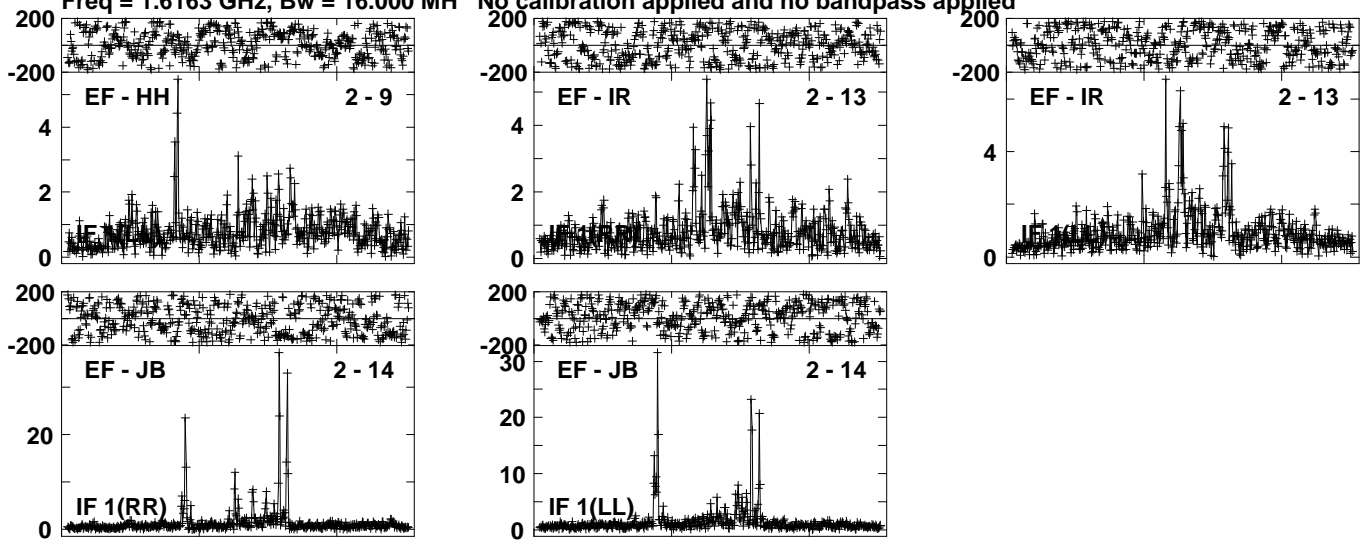 Freq = 1.6163 GHz, Bw = 16.000 MH No calibration applied and no bandpass applied
200 200 200
-200 -200 -200
EF - HH 2 - 9 EF - IR 2 - 13 EF - IR 2 - 13
4 4 4
2 2
IF 1(RR)
0 0 0
200 200
-200 -200
EF - JB 2 - 14 EF - JB 2 - 14
30
20 20
10
IF 1(RR) IF 1(LL)
0 0